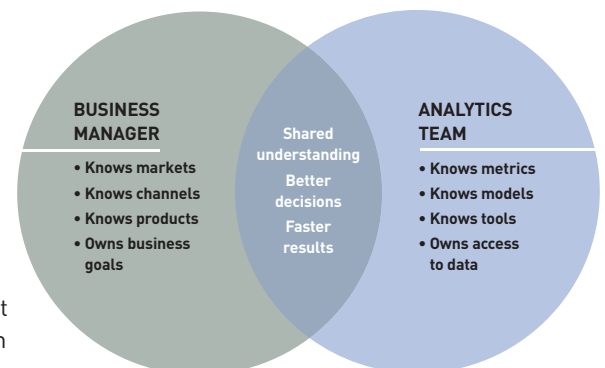 BUSINESS
MANAGER
• Knows markets
• Knows channels
• Knows products
• Owns business
goals
Shared
understanding
Better
decisions
Faster
results
ANALYTICS
TEAM
• Knows metrics
• Knows models
• Knows tools
• Owns access
to data